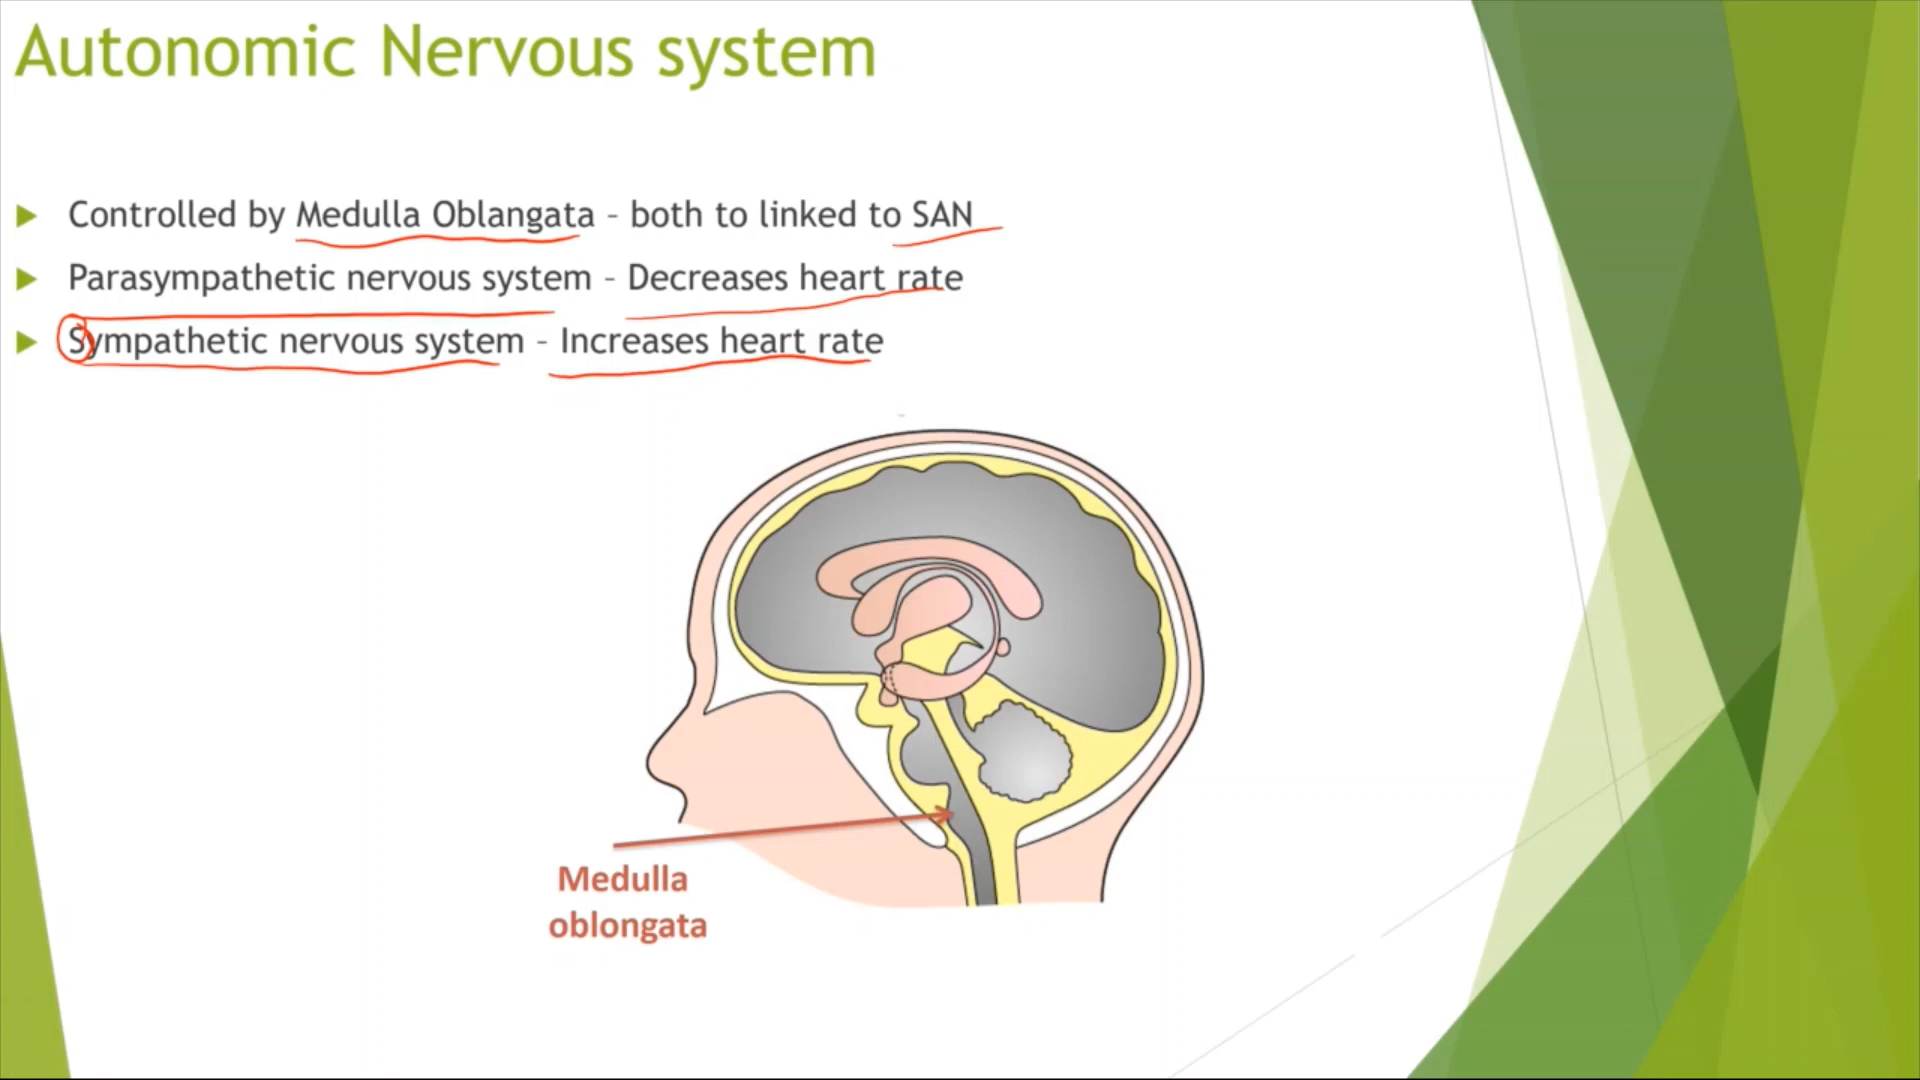 Autonomic Nervous system
Controlled by Medulla Oblangata – both to linked to SAN
Parasympathetic nervous system – Decreases heart rate
Sympathetic nervous system – Increases heart rate
Medulla
oblongata